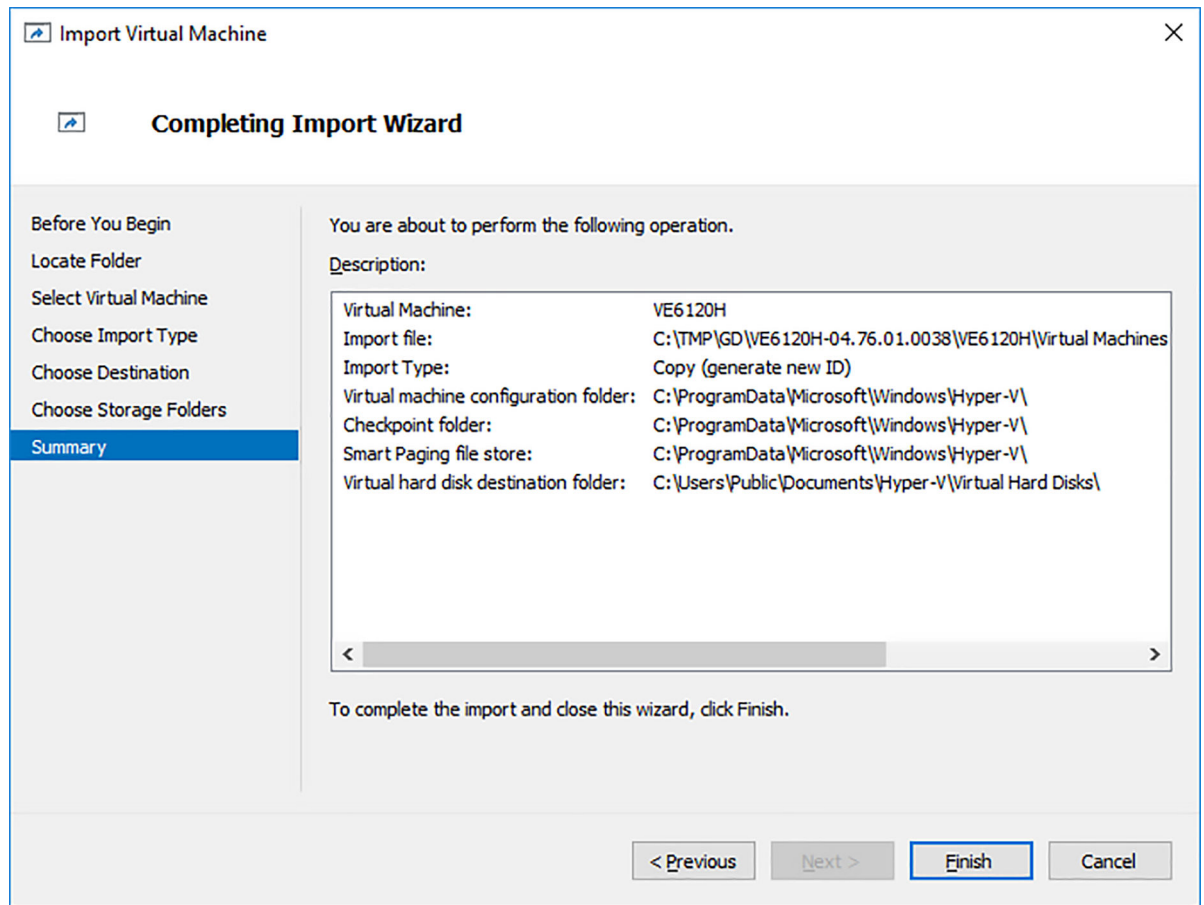 Import Virtual Machine
Completing Import Wizard
Before You Begin
Locate Folder
Select Virtual Machine
Choose Import Type
Choose Destination
Choose Storage Folders
Summary
You are about to perform the following operation.
Description:
Virtual Machine: VE6120H
Import file: C:\TMP\GD\VE6120H-04.76.01.0038\VE6120H\Virtual Machines
Import Type: Copy (generate new ID)
Virtual machine configuration folder: C:\ProgramData\Microsoft\Windows\Hyper-V\
Checkpoint folder: C:\ProgramData\Microsoft\Windows\Hyper-V\
Smart Paging file store: C:\ProgramData\Microsoft\Windows\Hyper-V\
Virtual hard disk destination folder: C:\Users\Public\Documents\Hyper-V\Virtual Hard Disks\
To complete the import and close this wizard, click Finish.
< Previous Next > Finish Cancel